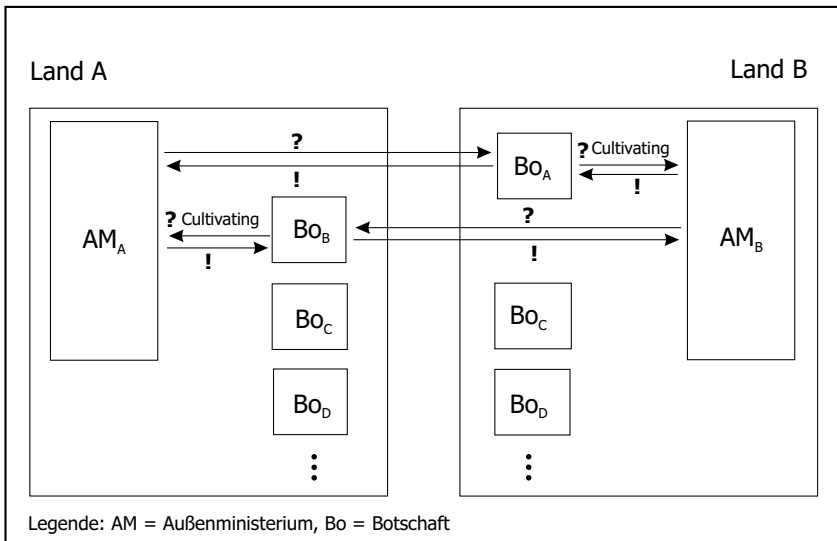 Land A
Land B
?
!
Bo_A
? Cultivating
!
AM_A
? Cultivating
!
Bo_B
?
!
AM_B
Bo_C
Bo_C
Bo_D
Bo_D
Legende: AM = Außenministerium, Bo = Botschaft